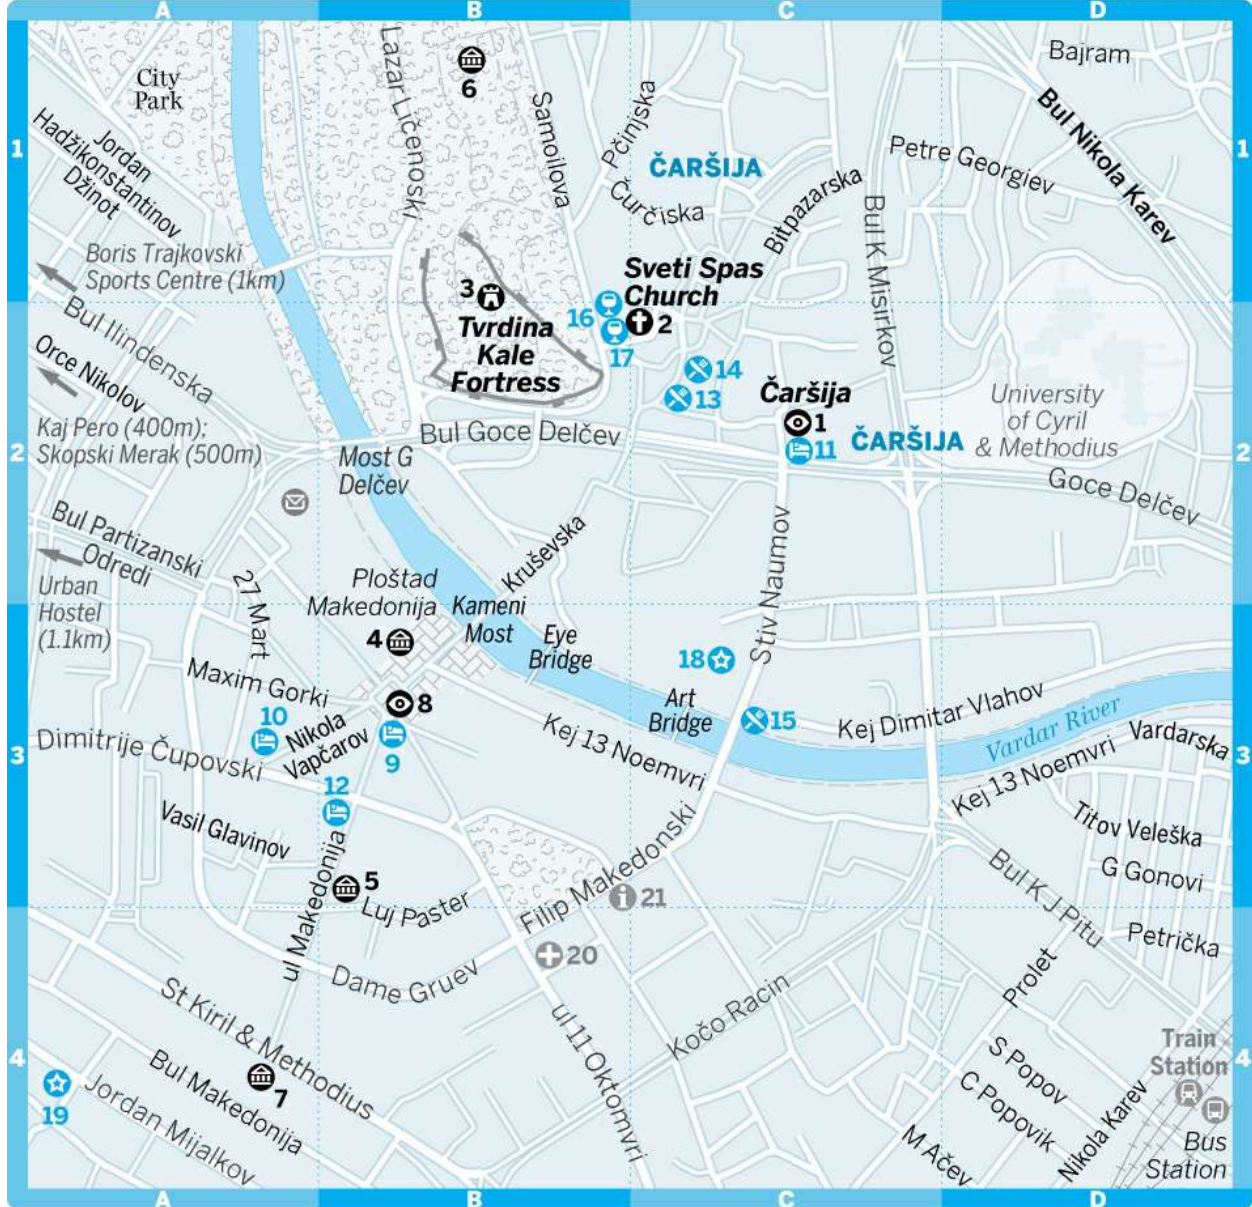 A
B
C
D
1
1
City
Park
Lazar Ličenoski
6
Samoilova
Pčinjska
ČARŠIJA
Čurčiska
Bitpazarska
Bul K Misirkov
Petre Georgiev
Bajram
Bul Nikola Karev
Jordan
Hadžikonstantinov
Džinot
Boris Trajkovski
Sports Centre (1km)
3
Tvrdina
Kale
Fortress
Sveti Spas
Church
16
2
17
14
13
Čaršija
1
11
ČARŠIJA
University
of Cyril
& Methodius
Bul Ilindenska
Orce Nikolov
Kaj Pero (400m);
Skopski Merak (500m)
2
2
Bul Goce Delčev
Goce Delčev
Most G
Delčev
Bul Partizanski
Odredi
Urban
Hostel
(1.1km)
27 Mart
Ploštad
Makedonija
Kruševska
Kameni
Most
Eye
Bridge
4
Stiv Naumov
18
Maxim Gorki
8
Art
Bridge
15
Kej Dimitar Vlahov
Vardar River
Vardarska
10
Nikola
Vapčarov
9
Kej 13 Noemvri
Kej 13 Noemvri
3
3
Dimitrije Čupovski
12
Vasil Glavinov
Titov Veleška
G Gonovi
Bul K J Pitu
Petrička
5
Luj Paster
ul Makedonija
Filip Makedonski
21
20
Dame Gruev
Prolet
Kočo Racin
ul 11 Oktomvri
St Kiril & Methodius
4
4
Bul Makedonija
7
19
Jordan Mijalkov
S Popov
C Popovik
M Ačev
Nikola Karev
Train
Station
Bus
Station
A
B
C
D